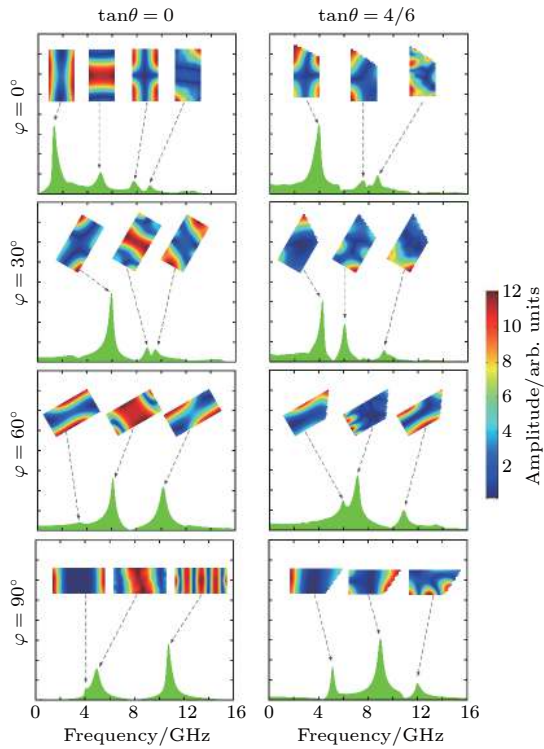 tanθ = 0
tanθ = 4/6
φ = 0°
φ = 30°
φ = 60°
φ = 90°
12
10
8
6
4
2
Amplitude/arb. units
0 4 8 12 16
0 4 8 12 16
Frequency/GHz
Frequency/GHz